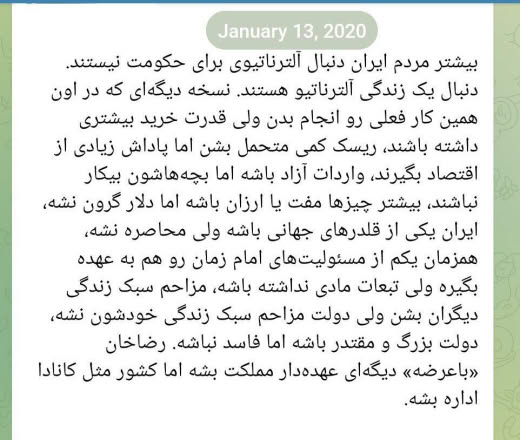 January 13, 2020
بیشتر مردم ایران دنبال آلترناتیوی برای حکومت نیستند.
دنبال یک زندگی آلترناتیو هستند. نسخه دیگه‌ای که در اون
همین کار فعلی رو انجام بدن ولی قدرت خرید بیشتری
داشته باشند، ریسک کمی متحمل بشن اما پاداش زیادی از
اقتصاد بگیرند، واردات آزاد باشه اما بچه‌هاشون بیکار
نباشند، بیشتر چیزها مفت یا ارزان باشه اما دلار گرون نشه،
ایران یکی از قلدرهای جهانی باشه ولی محاصره نشه،
همزمان یکم از مسئولیت‌های امام زمان رو هم به عهده
بگیره ولی تبعات مادی نداشته باشه، مزاحم سبک زندگی
دیگران بشن ولی دولت مزاحم سبک زندگی خودشون نشه،
دولت بزرگ و مقتدر باشه اما فاسد نباشه. رضاخان
«باعرضه» دیگه‌ای عهده‌دار مملکت بشه اما کشور مثل کانادا
اداره بشه.